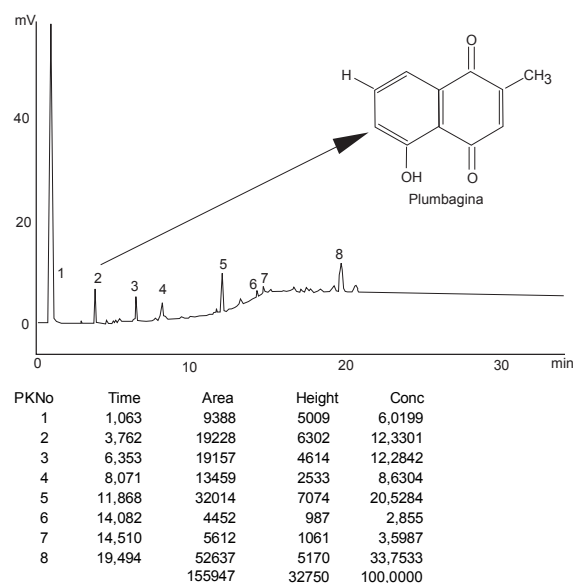 mV
40
20
0
0
10
20
30
min
1
2
3
4
5
6
7
8
O
H
CH3
OH
O
Plumbagina
PKNo Time Area Height Conc
1 1,063 9388 5009 6,0199
2 3,762 19228 6302 12,3301
3 6,353 19157 4614 12,2842
4 8,071 13459 2533 8,6304
5 11,868 32014 7074 20,5284
6 14,082 4452 987 2,855
7 14,510 5612 1061 3,5987
8 19,494 52637 5170 33,7533
155947 32750 100,0000